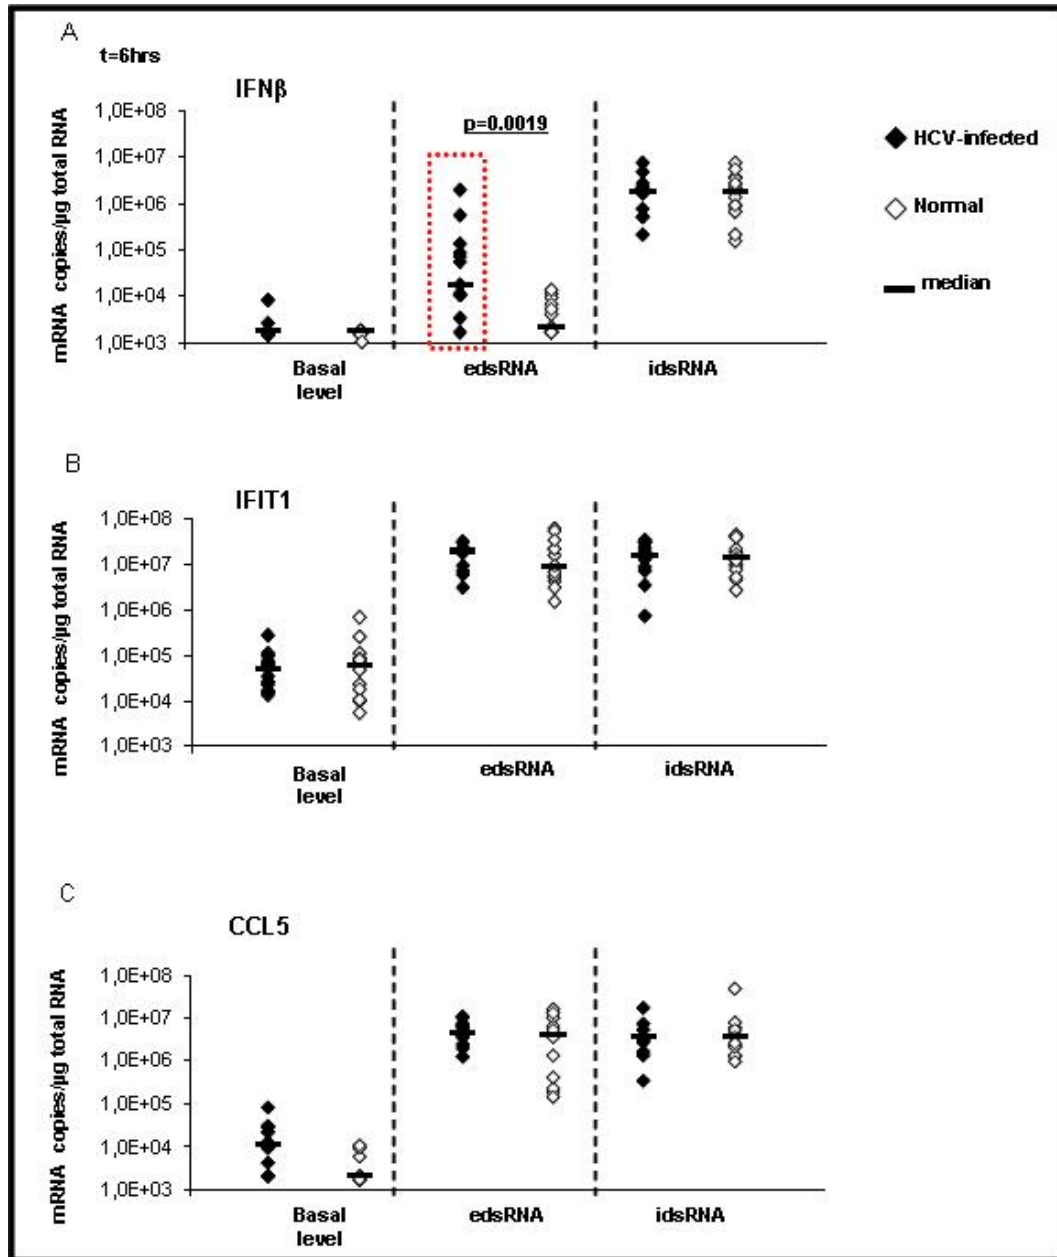 A
t=6hrs
IFNβ
mRNA copies/µg total RNA
1,0E+08
1,0E+07
1,0E+06
1,0E+05
1,0E+04
1,0E+03
p=0.0019
Basal
level
edsRNA
idsRNA
HCV-infected
Normal
median
B
IFIT1
mRNA copies/µg total RNA
1,0E+08
1,0E+07
1,0E+06
1,0E+05
1,0E+04
1,0E+03
Basal
level
edsRNA
idsRNA
C
CCL5
mRNA copies/µg total RNA
1,0E+08
1,0E+07
1,0E+06
1,0E+05
1,0E+04
1,0E+03
Basal
level
edsRNA
idsRNA